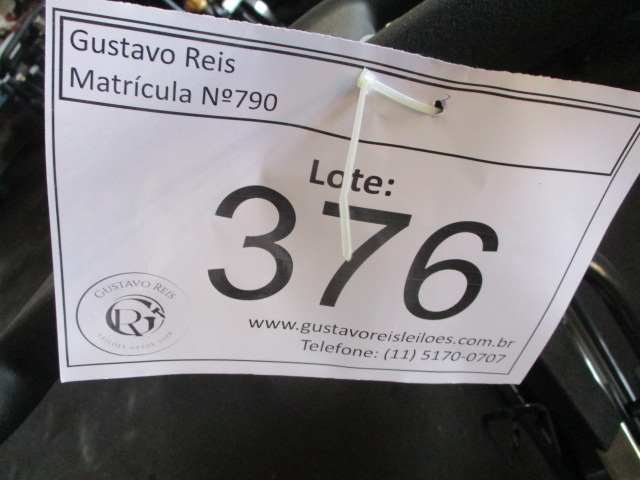 Gustavo Reis
Matrícula Nº790
Lote:
376
www.gustavoreisleiloes.com.br
Telefone: (11) 5170-0707
GUSTAVO REIS
RG